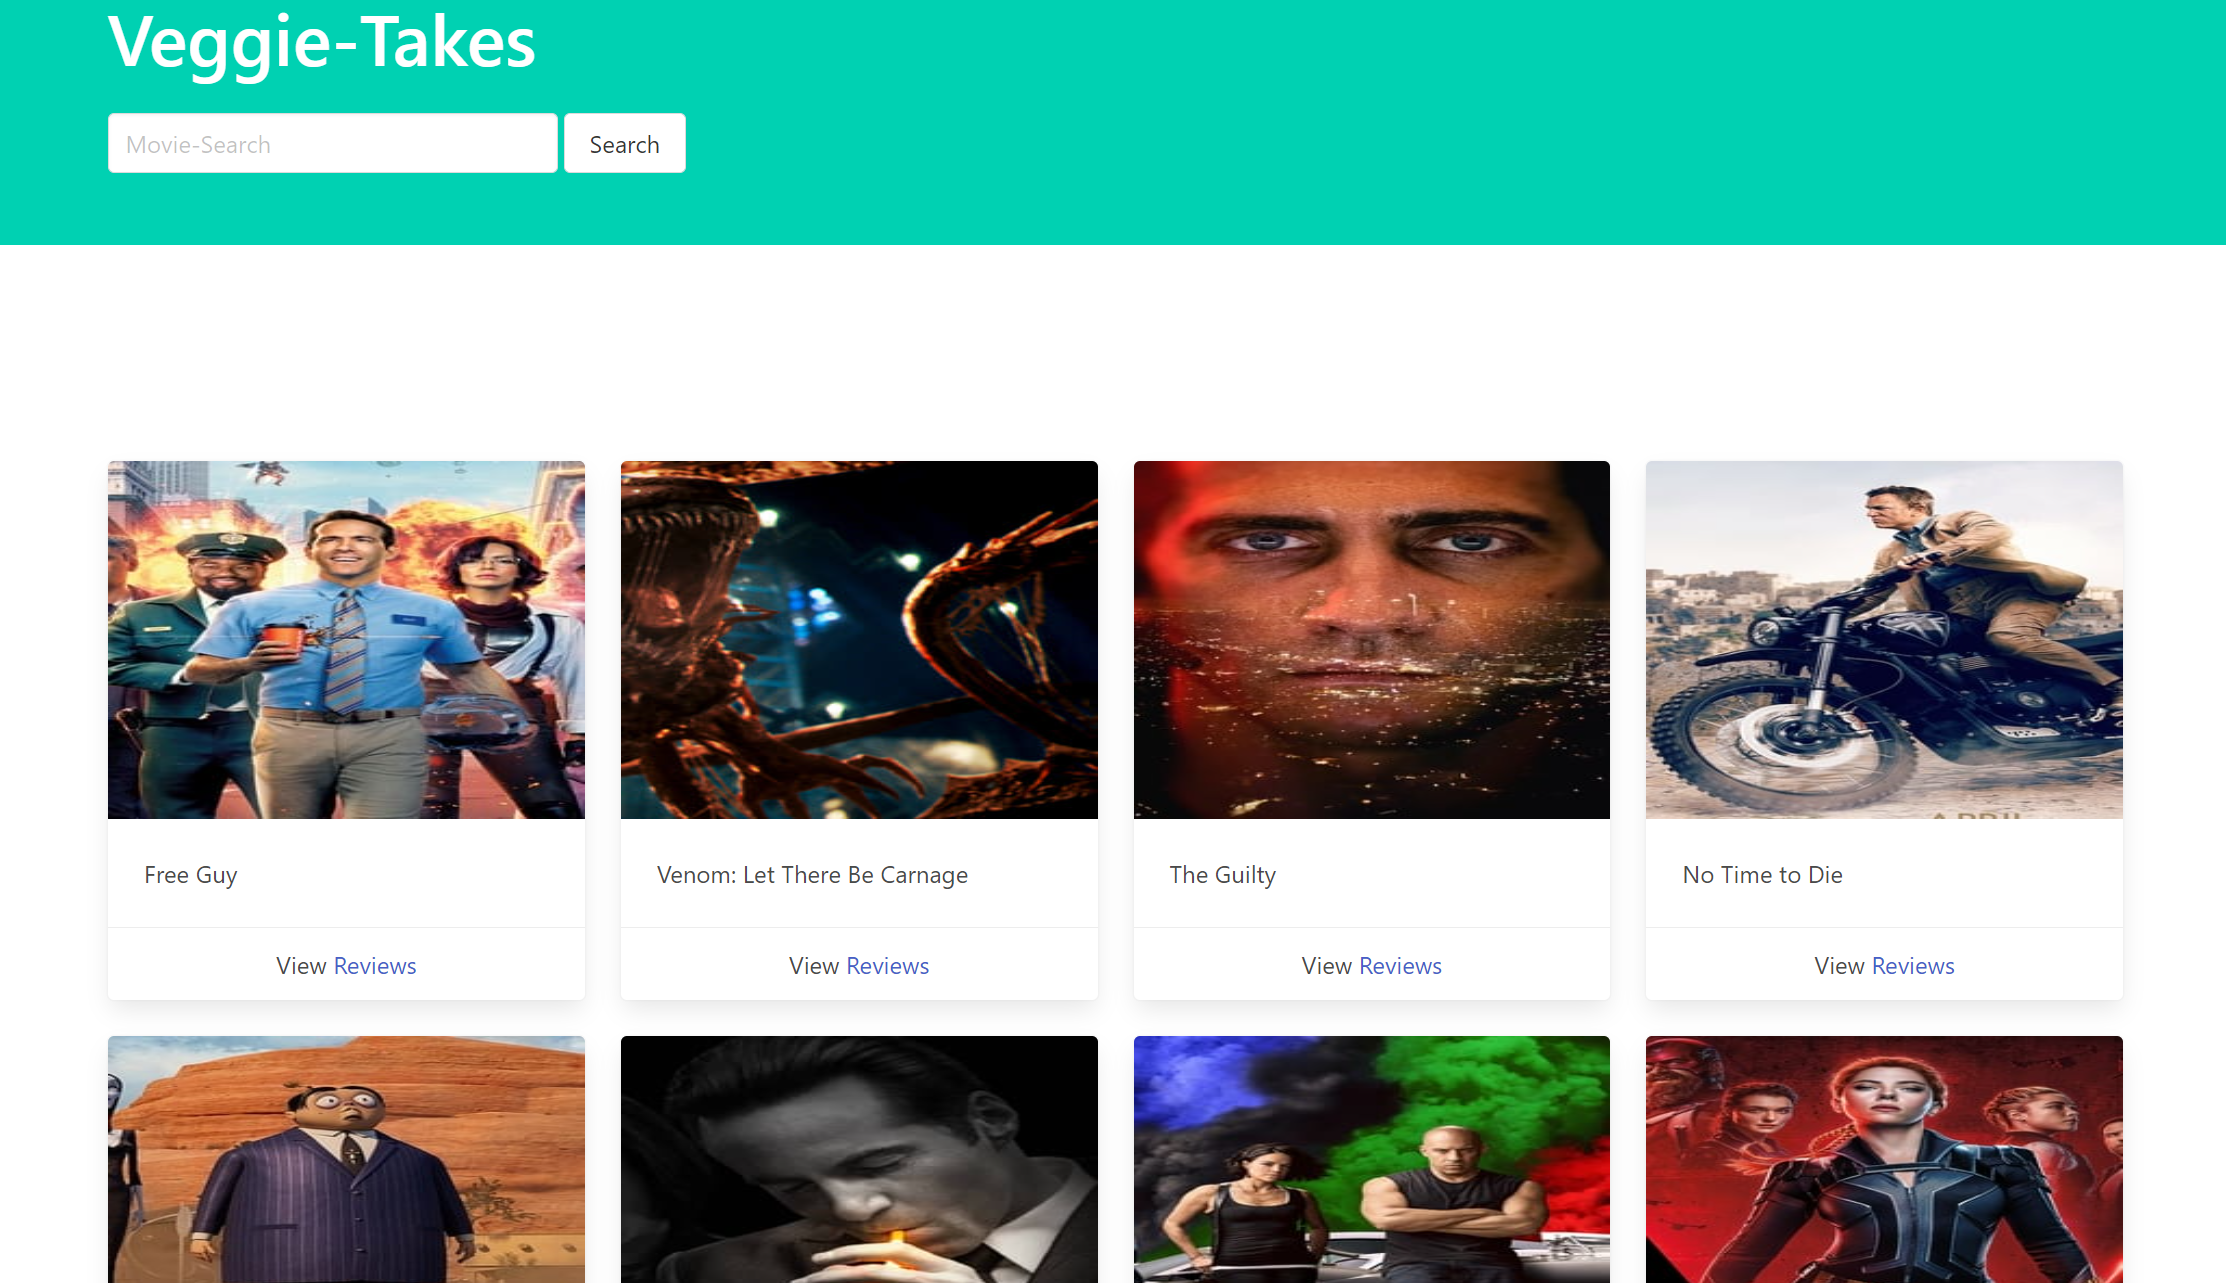 Veggie-Takes
Movie-Search
Search
Free Guy
Venom: Let There Be Carnage
The Guilty
No Time to Die
View Reviews
View Reviews
View Reviews
View Reviews